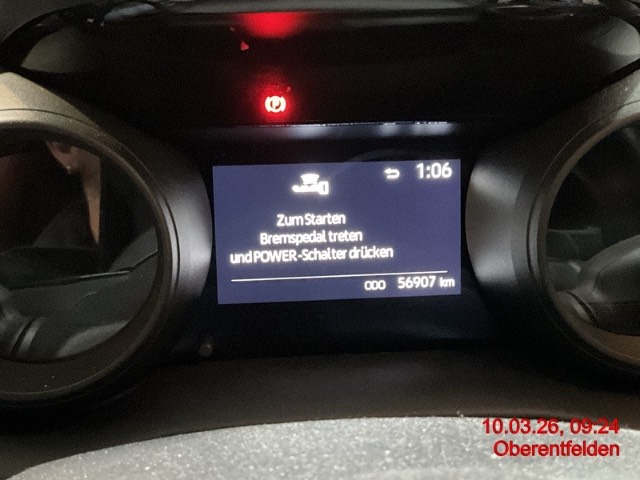 P
1:06
Zum Starten
Bremspedal treten
und POWER-Schalter drücken
ODO 56907 km
10.03.26, 09:24
Oberentfelden